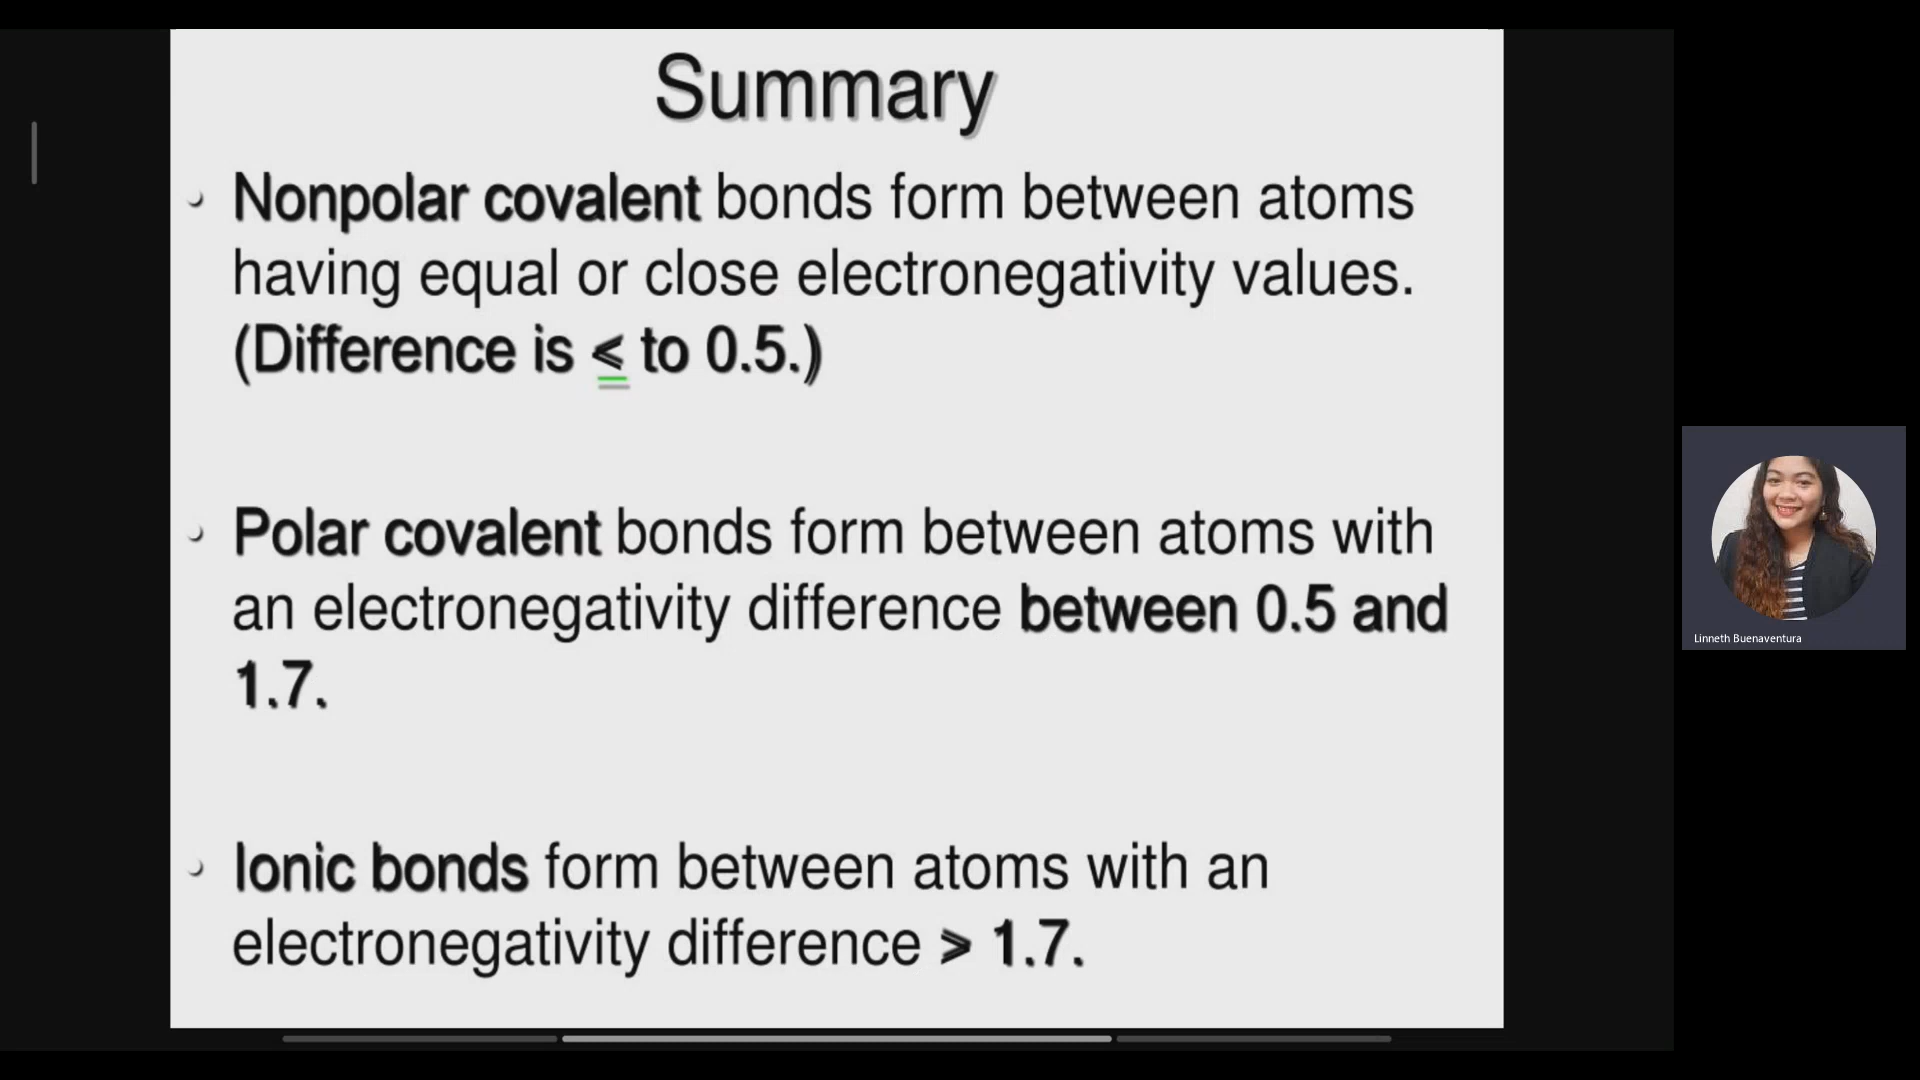 Summary
Nonpolar covalent bonds form between atoms
having equal or close electronegativity values.
(Difference is < to 0.5.)
Polar covalent bonds form between atoms with
an electronegativity difference between 0.5 and
1.7.
Ionic bonds form between atoms with an
electronegativity difference > 1.7.
Linneth Buenaventura